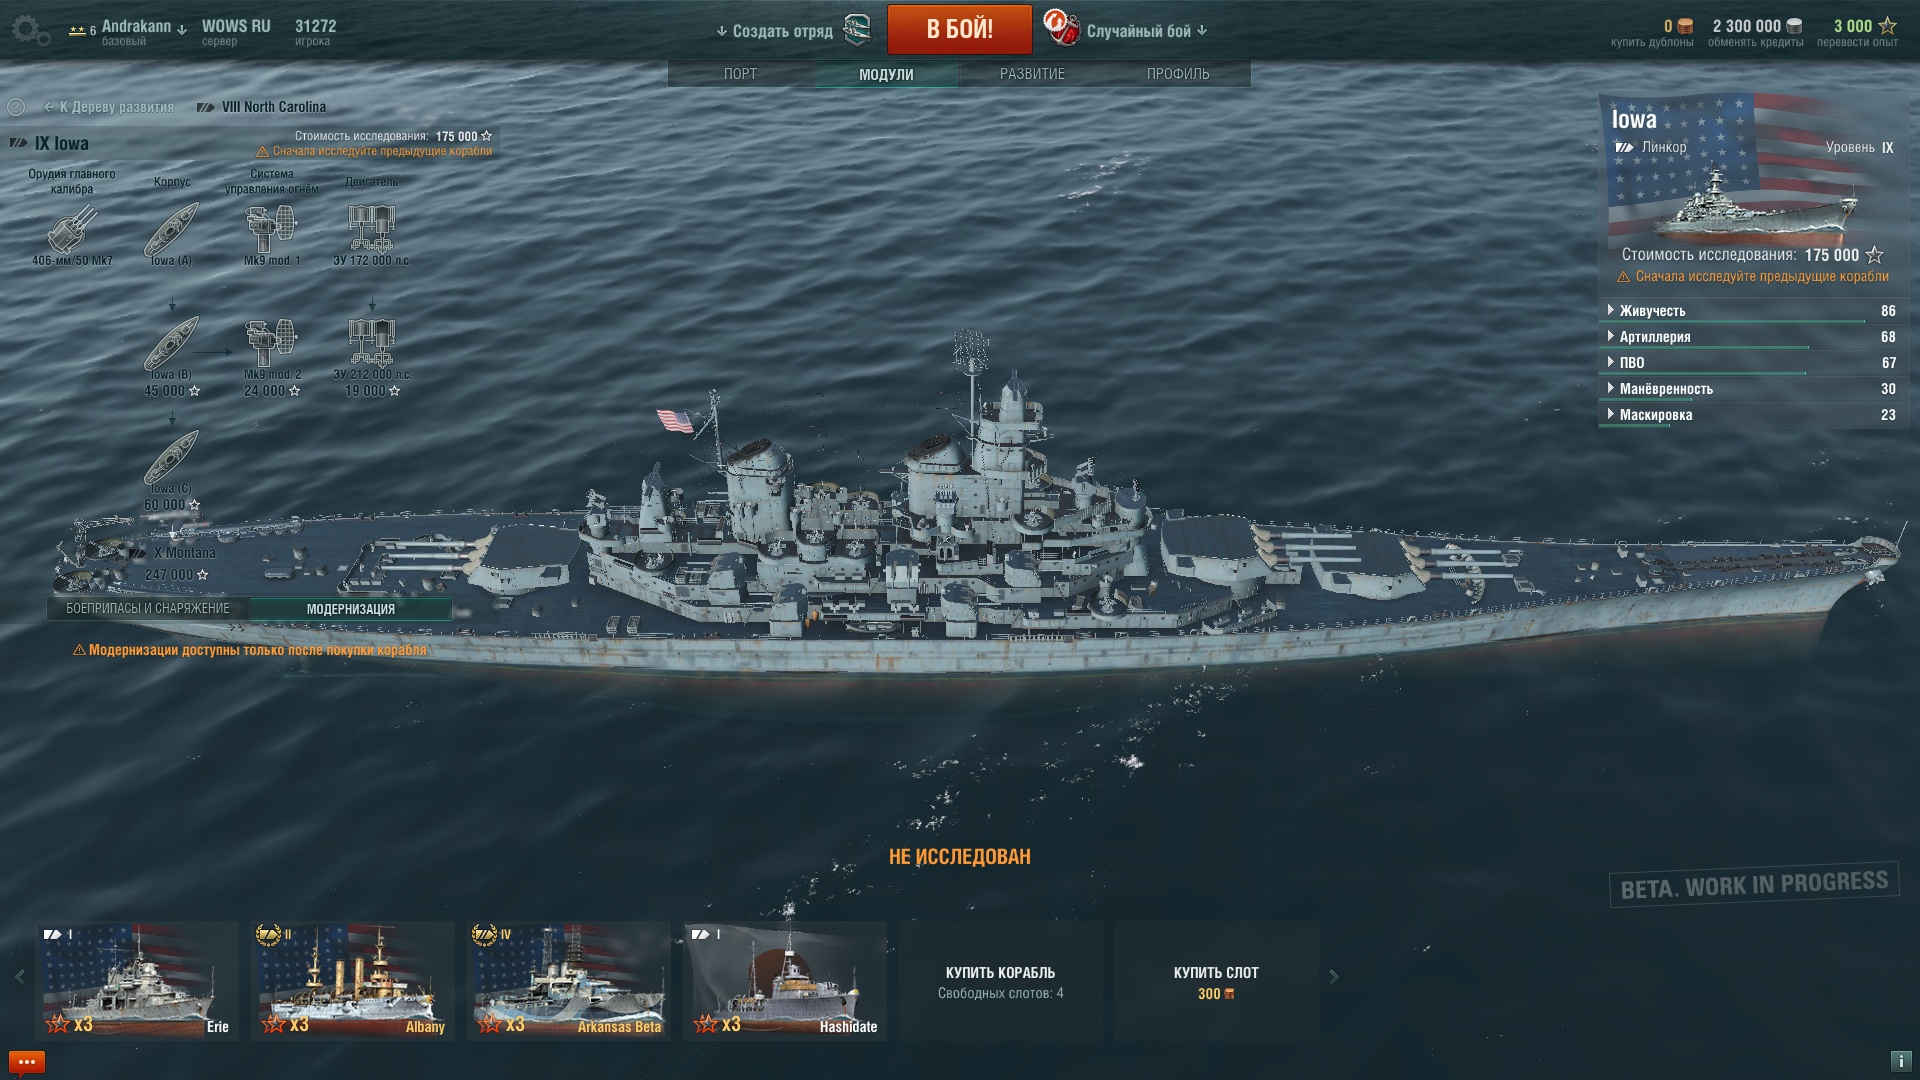 6 Andrakann
базовый
WOWS RU
сервер
31272
игрока
Создать отряд
В БОЙ!
Случайный бой
0
купить дублоны
2 300 000
обменять кредиты
3 000
перевести опыт
ПОРТ
МОДУЛИ
РАЗВИТИЕ
ПРОФИЛЬ
? К Дереву развития
VIII North Carolina
IX Iowa
Стоимость исследования: 175 000
Сначала исследуйте предыдущие корабли
Орудия главного
калибра
Корпус
Система
управления огнём
Двигатель
406-мм/50 Mk7
Iowa (A)
Mk9 mod. 1
ЭУ 172 000 л.с.
Iowa (B)
45 000
Mk9 mod. 2
24 000
ЭУ 212 000 л.с.
19 000
Iowa (C)
60 000
X Montana
247 000
БОЕПРИПАСЫ И СНАРЯЖЕНИЕ
МОДЕРНИЗАЦИЯ
Модернизации доступны только после покупки корабля
Iowa
Линкор
Уровень IX
Стоимость исследования: 175 000
Сначала исследуйте предыдущие корабли
Живучесть 86
Артиллерия 68
ПВО 67
Манёвренность 30
Маскировка 23
НЕ ИССЛЕДОВАН
BETA. WORK IN PROGRESS
I
x3
Erie
II
x3
Albany
IV
x3
Arkansas Beta
I
x3
Hashidate
КУПИТЬ КОРАБЛЬ
Свободных слотов: 4
КУПИТЬ СЛОТ
300
i